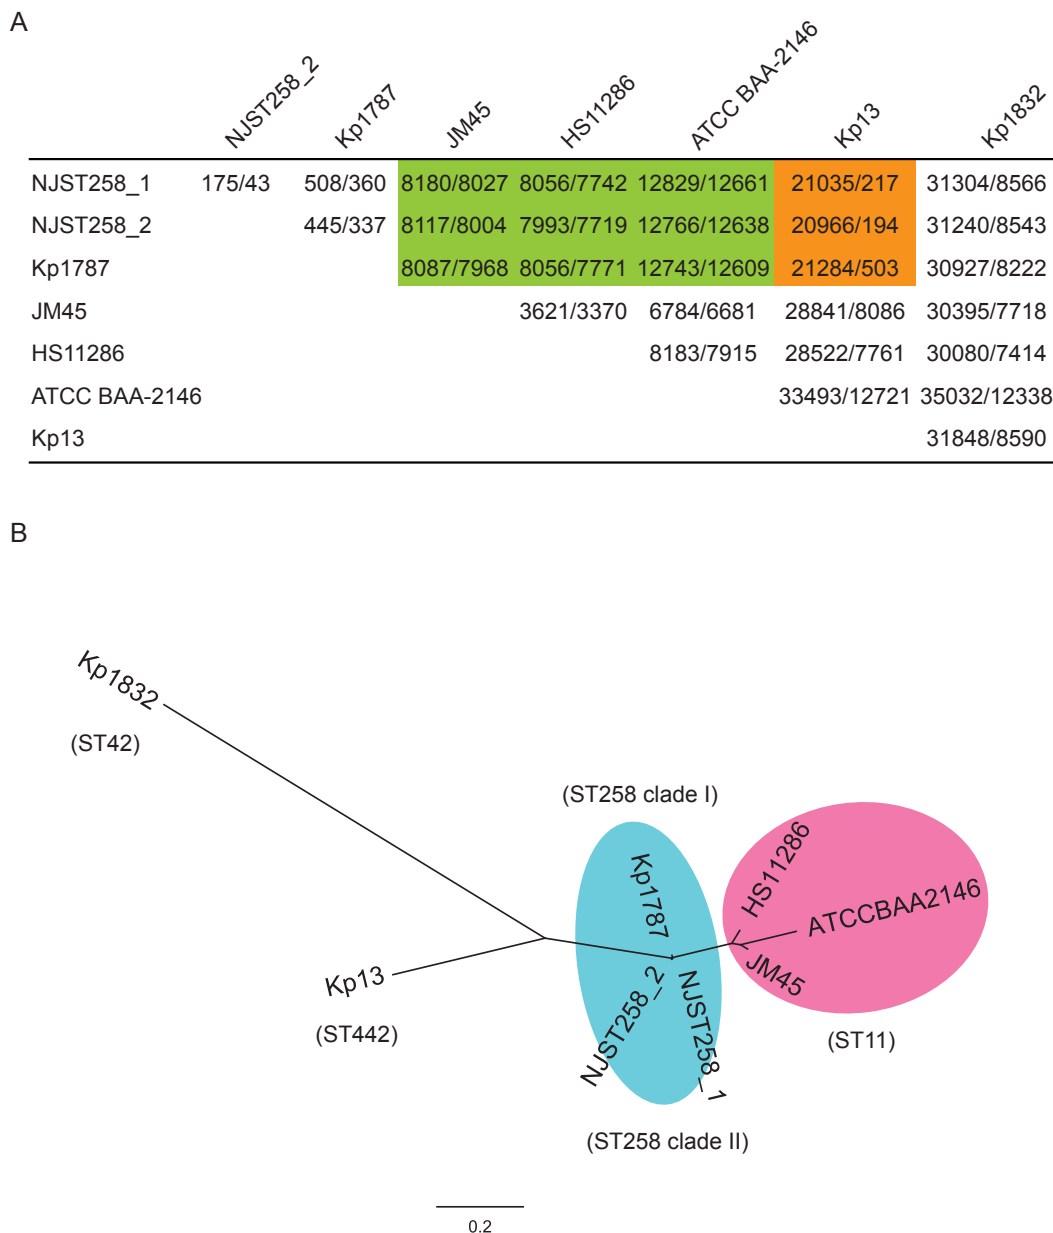 A
NJST258_2 Kp1787 JM45 HS11286 ATCC BAA-2146 Kp13 Kp1832
NJST258_1 175/43 508/360 8180/8027 8056/7742 12829/12661 21035/217 31304/8566
NJST258_2 445/337 8117/8004 7993/7719 12766/12638 20966/194 31240/8543
Kp1787 8087/7968 8056/7771 12743/12609 21284/503 30927/8222
JM45 3621/3370 6784/6681 28841/8086 30395/7718
HS11286 8183/7915 28522/7761 30080/7414
ATCC BAA-2146 33493/12721 35032/12338
Kp13 31848/8590
B
Kp1832
(ST42)
(ST258 clade I)
HS11286
Kp1787
ATCCBAA2146
Kp13
JM45
NJST258_2
NJST258_1
(ST442)
(ST11)
(ST258 clade II)
0.2